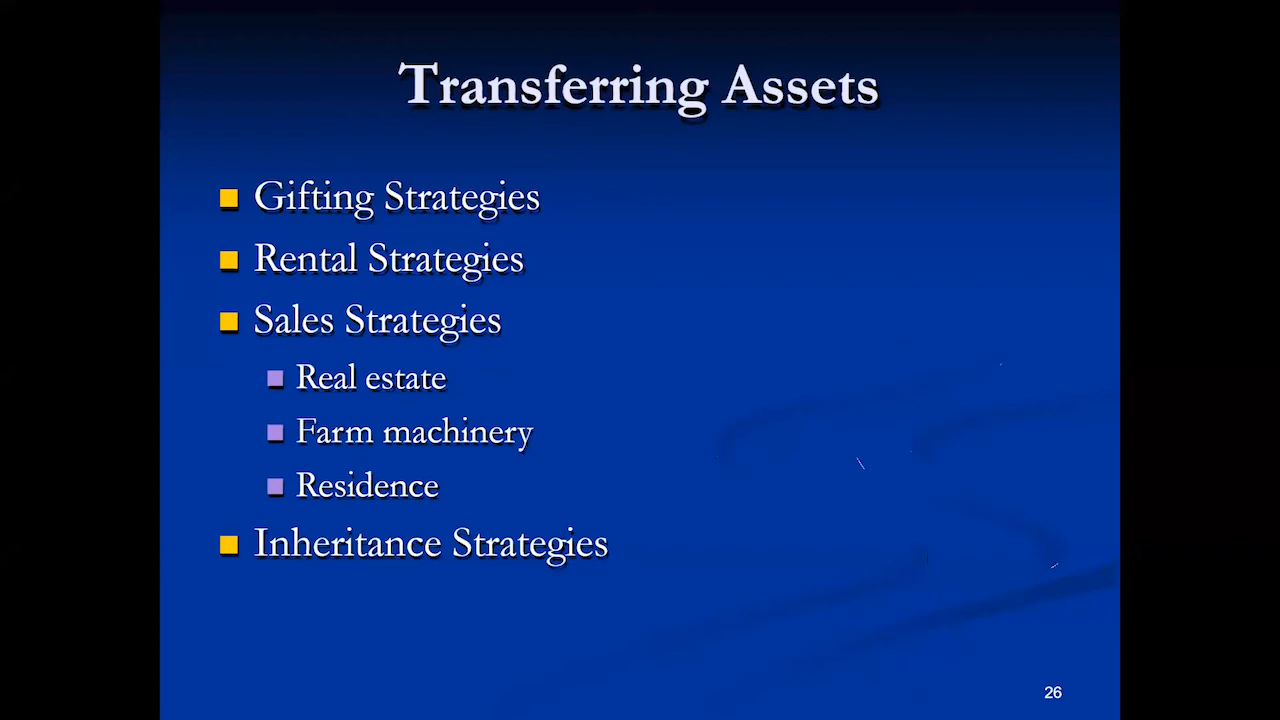 Transferring Assets
Gifting Strategies
Rental Strategies
Sales Strategies
Real estate
Farm machinery
Residence
Inheritance Strategies
26